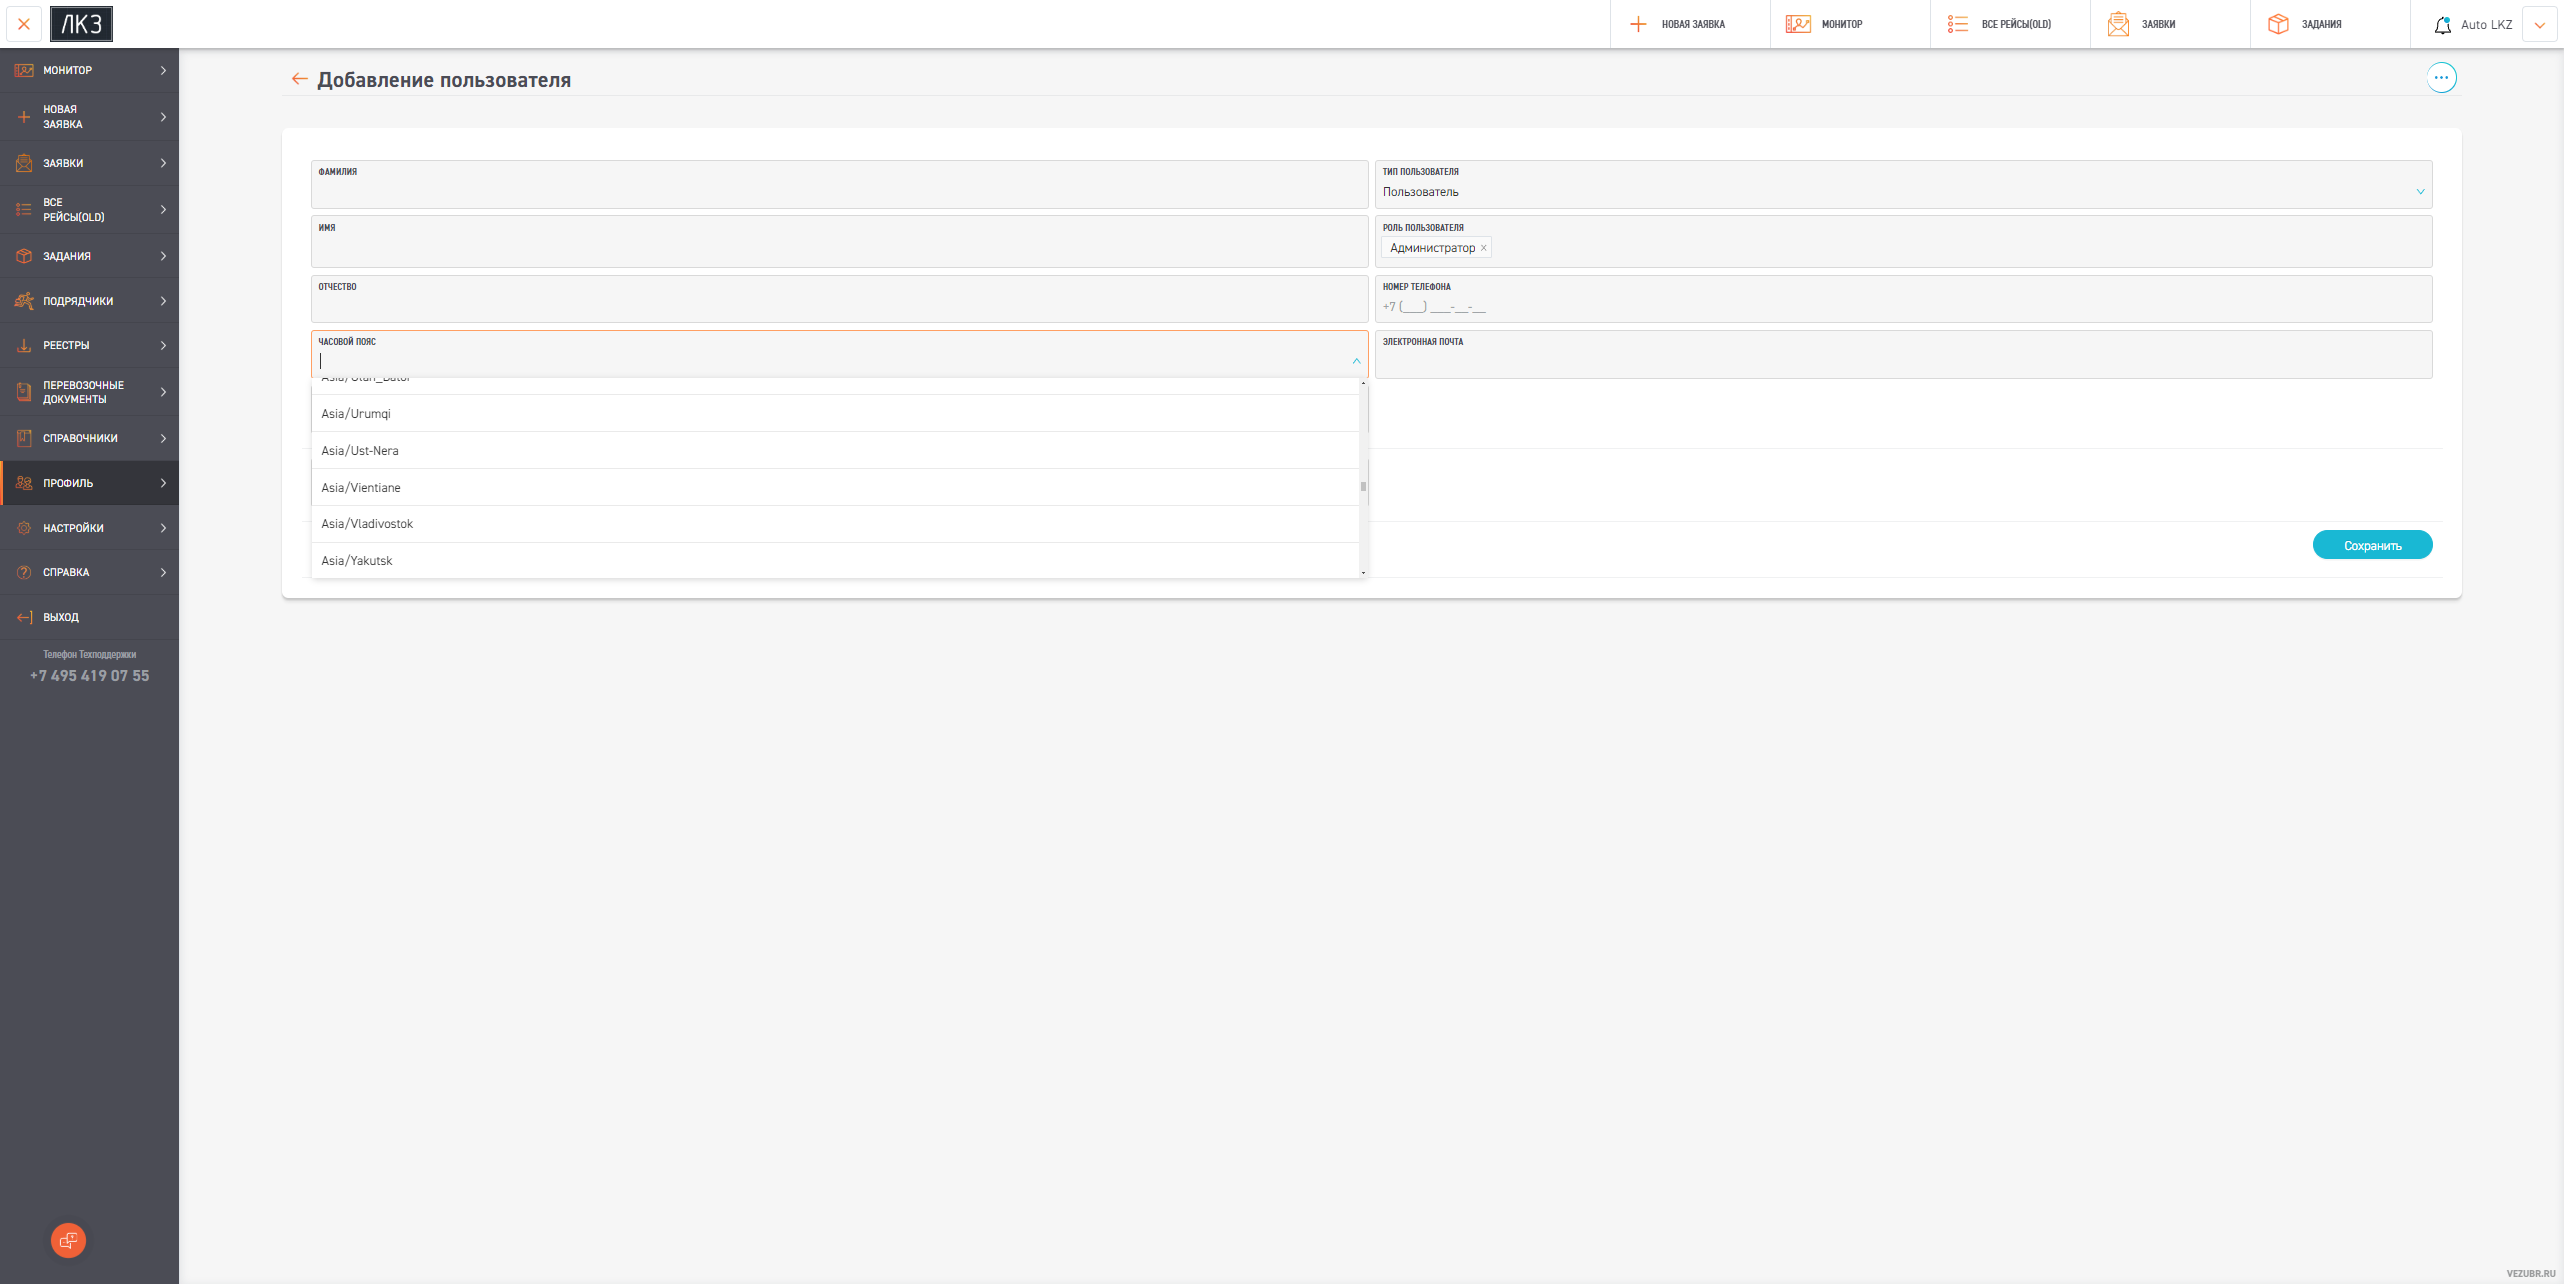 ЛКЗ
НОВАЯ ЗАЯВКА
МОНИТОР
ВСЕ РЕЙСЫ(OLD)
ЗАЯВКИ
ЗАДАНИЯ
Auto LKZ
МОНИТОР
НОВАЯ
ЗАЯВКА
ЗАЯВКИ
ВСЕ
РЕЙСЫ(OLD)
ЗАДАНИЯ
ПОДРЯДЧИКИ
РЕЕСТРЫ
ПЕРЕВОЗОЧНЫЕ
ДОКУМЕНТЫ
СПРАВОЧНИКИ
ПРОФИЛЬ
НАСТРОЙКИ
СПРАВКА
ВЫХОД
Телефон Техподдержки
+7 495 419 07 55
Добавление пользователя
ФАМИЛИЯ
ТИП ПОЛЬЗОВАТЕЛЯ
Пользователь
ИМЯ
РОЛЬ ПОЛЬЗОВАТЕЛЯ
Администратор ×
ОТЧЕСТВО
НОМЕР ТЕЛЕФОНА
+7 (___) ___-__-__
ЧАСОВОЙ ПОЯС
ЭЛЕКТРОННАЯ ПОЧТА
Asia/Ulan_Bator
Asia/Urumqi
Asia/Ust-Nera
Asia/Vientiane
Asia/Vladivostok
Asia/Yakutsk
Сохранить
VEZUBR.RU